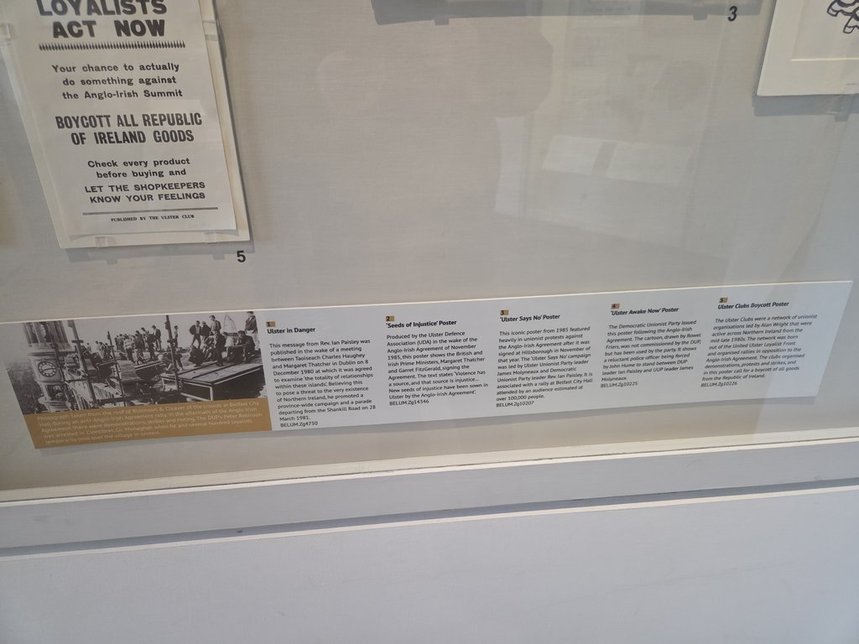 LOYALISTS
ACT NOW
Your chance to actually
do something against
the Anglo-Irish Summit
BOYCOTT ALL REPUBLIC
OF IRELAND GOODS
Check every product
before buying and
LET THE SHOPKEEPERS
KNOW YOUR FEELINGS
PUBLISHED BY THE ULSTER CLUB
5
3
1
Ulster in Danger
This message from Rev. Ian Paisley was
published in the wake of a meeting
between Taoiseach Charles Haughey
and Margaret Thatcher in Dublin on 8
December 1980 at which it was agreed
to examine 'the totality of relationships
within these islands'. Believing this
to pose a threat to the very existence
of Northern Ireland, he promoted a
province-wide campaign and a parade
departing from the Shankill Road on 28
March 1981.
BELUM.Zg4730
2
'Seeds of Injustice' Poster
Produced by the Ulster Defence
Association (UDA) in the wake of the
Anglo-Irish Agreement of November
1985, this poster shows the British and
Irish Prime Ministers, Margaret Thatcher
and Garret FitzGerald, signing the
Agreement. The text states 'Violence has
a source, and that source is injustice...
New seeds of injustice have been sown in
Ulster by the Anglo-Irish Agreement'.
BELUM.Zg14346
3
'Ulster Says No' Poster
This iconic poster from 1985 featured
heavily in unionist protests against
the Anglo-Irish Agreement after it was
signed at Hillsborough in November of
that year. The 'Ulster Says No' campaign
was led by Ulster Unionist Party leader
James Molyneaux and Democratic
Unionist Party leader Rev. Ian Paisley. It is
associated with a rally at Belfast City Hall
attended by an audience estimated at
over 100,000 people.
BELUM.Zg10207
4
'Ulster Awake Now' Poster
The Democratic Unionist Party issued
this poster following the Anglo-Irish
Agreement. The cartoon, drawn by Rowel
Friers, was not commissioned by the DUP,
but has been used by the party. It shows
a reluctant police officer being forced
by John Hume to stand between DUP
leader Ian Paisley and UUP leader James
Molyneaux.
BELUM.Zg10225
5
Ulster Clubs Boycott Poster
The Ulster Clubs were a network of unionist
organisations led by Alan Wright that were
active across Northern Ireland from the
mid-late 1980s. The network was born
out of the United Ulster Loyalist Front
and organised rallies in opposition to the
Anglo-Irish Agreement. The clubs organised
demonstrations, protests and strikes, and
in this poster call for a boycott of all goods
from the Republic of Ireland.
BELUM.Zg10226